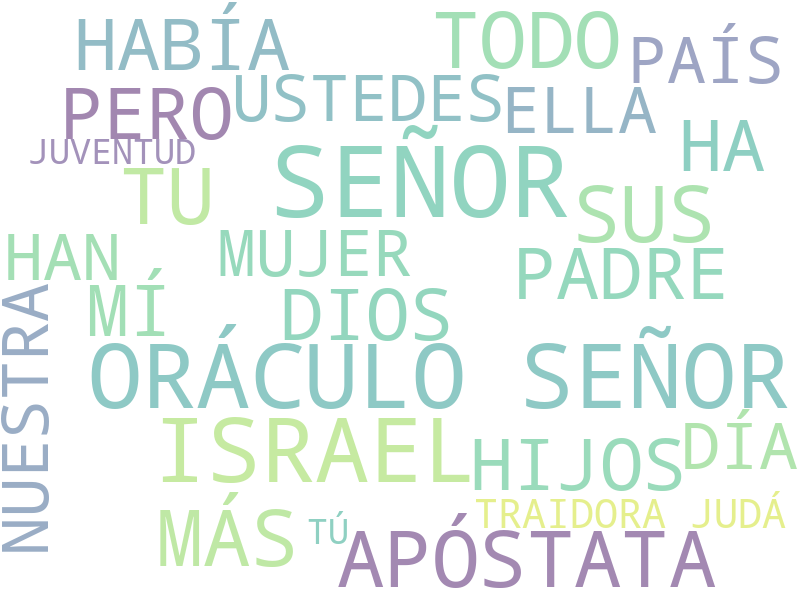 HABÍA
TODO
PAÍS
PERO
USTEDES
ELLA
JUVENTUD
HA
TU
SEÑOR
SUS
HAN
MUJER
PADRE
MÍ
DIOS
NUESTRA
ORÁCULO SEÑOR
ISRAEL
HIJOS
DÍA
MÁS
TÚ
TRAIDORA JUDÁ
APÓSTATA